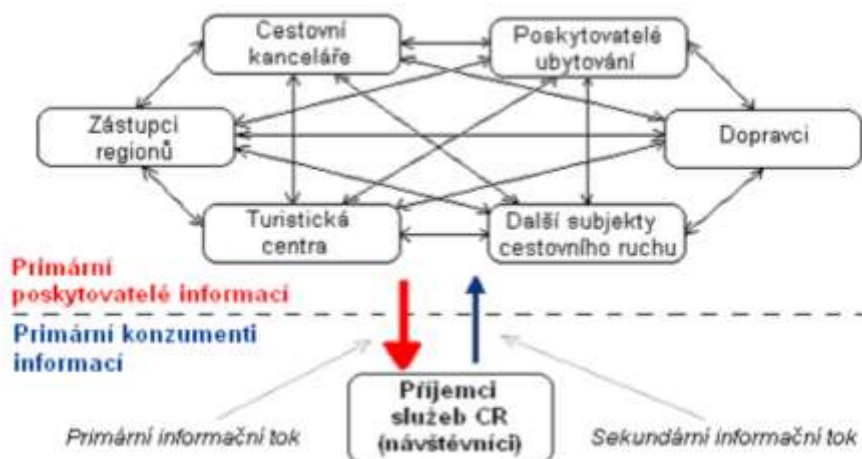 Cestovní
kanceláře
Poskytovatelé
ubytování
Zástupci
regionů
Dopravci
Turistická
centra
Další subjekty
cestovního ruchu
Primární
poskytovatelé informací
Primární konzumenti
informací
Příjemci
služeb CR
(návštěvníci)
Primární informační tok
Sekundární informační tok